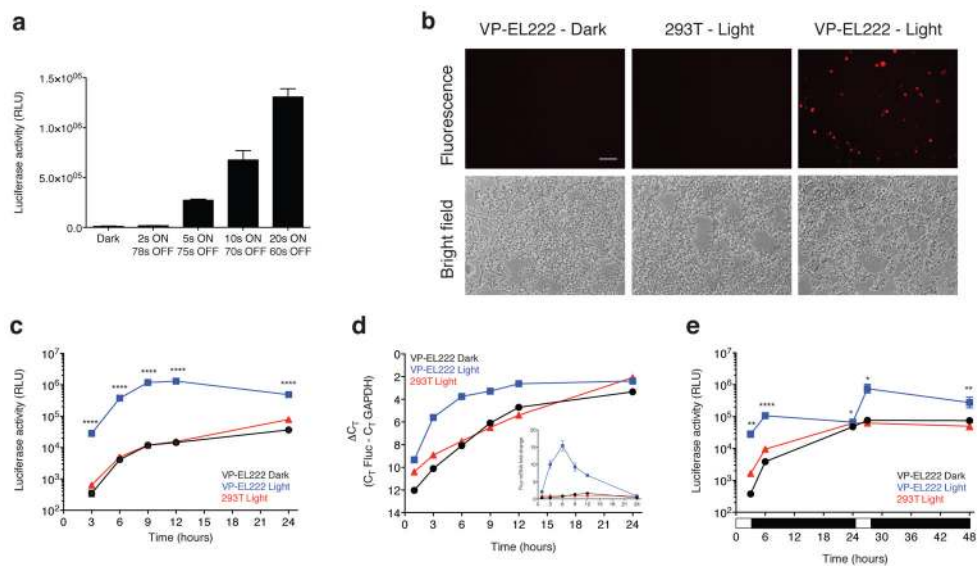 a
Luciferase activity (RLU)
1.5×10⁰⁶
1.0×10⁰⁶
5.0×10⁰⁵
0.0
Dark 2s ON 5s ON 10s ON 20s ON
78s OFF 75s OFF 70s OFF 60s OFF
b
VP-EL222 - Dark 293T - Light VP-EL222 - Light
Fluorescence
Bright field
c
Luciferase activity (RLU)
10⁷
10⁶
10⁵
10⁴
10³
10²
**** **** **** **** ****
VP-EL222 Dark
VP-EL222 Light
293T Light
0 3 6 9 12 15 18 21 24
Time (hours)
d
VP-EL222 Dark
VP-EL222 Light
293T Light
ΔCT
(CT Fluc - CT GAPDH)
0
2
4
6
8
10
12
14
0 3 6 9 12 15 18 21 24
Time (hours)
e
Luciferase activity (RLU)
10⁷
10⁶
10⁵
10⁴
10³
10²
** **** * * **
VP-EL222 Dark
VP-EL222 Light
293T Light
0 6 12 18 24 30 36 42 48
Time (hours)